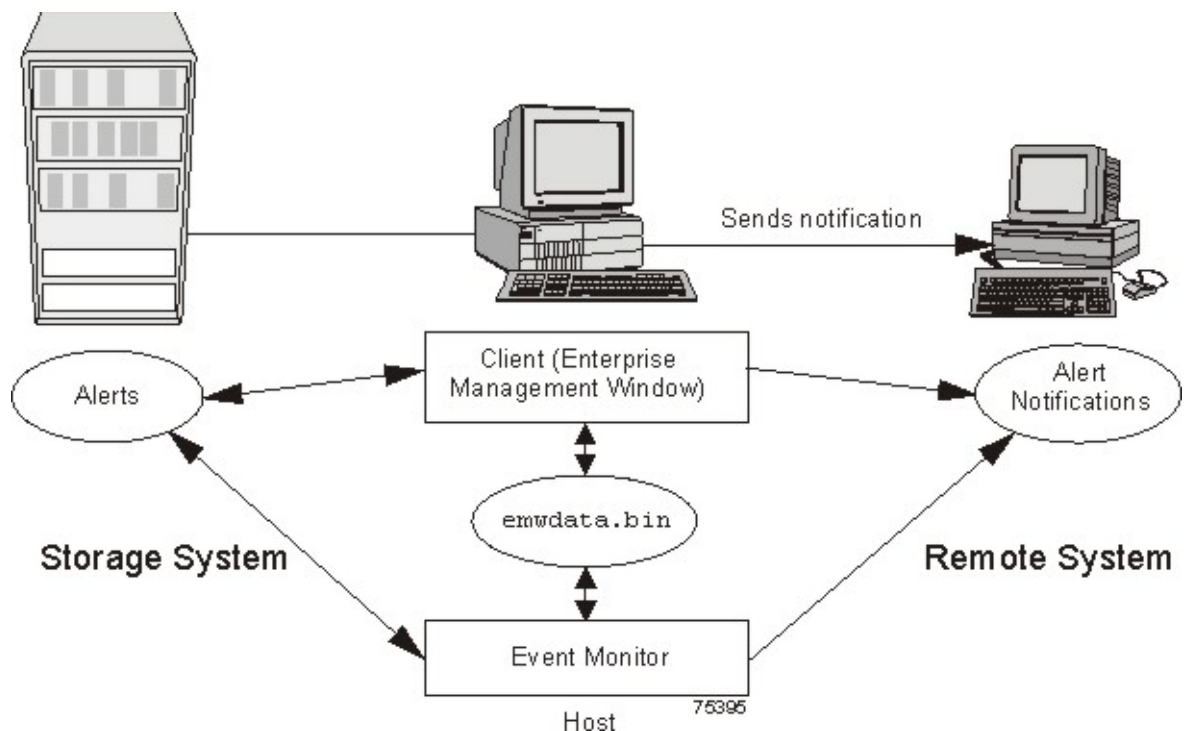 Sends notification
Client (Enterprise
Management Window)
Alerts
Alert
Notifications
emwdata.bin
Storage System
Remote System
Event Monitor
75395
Host